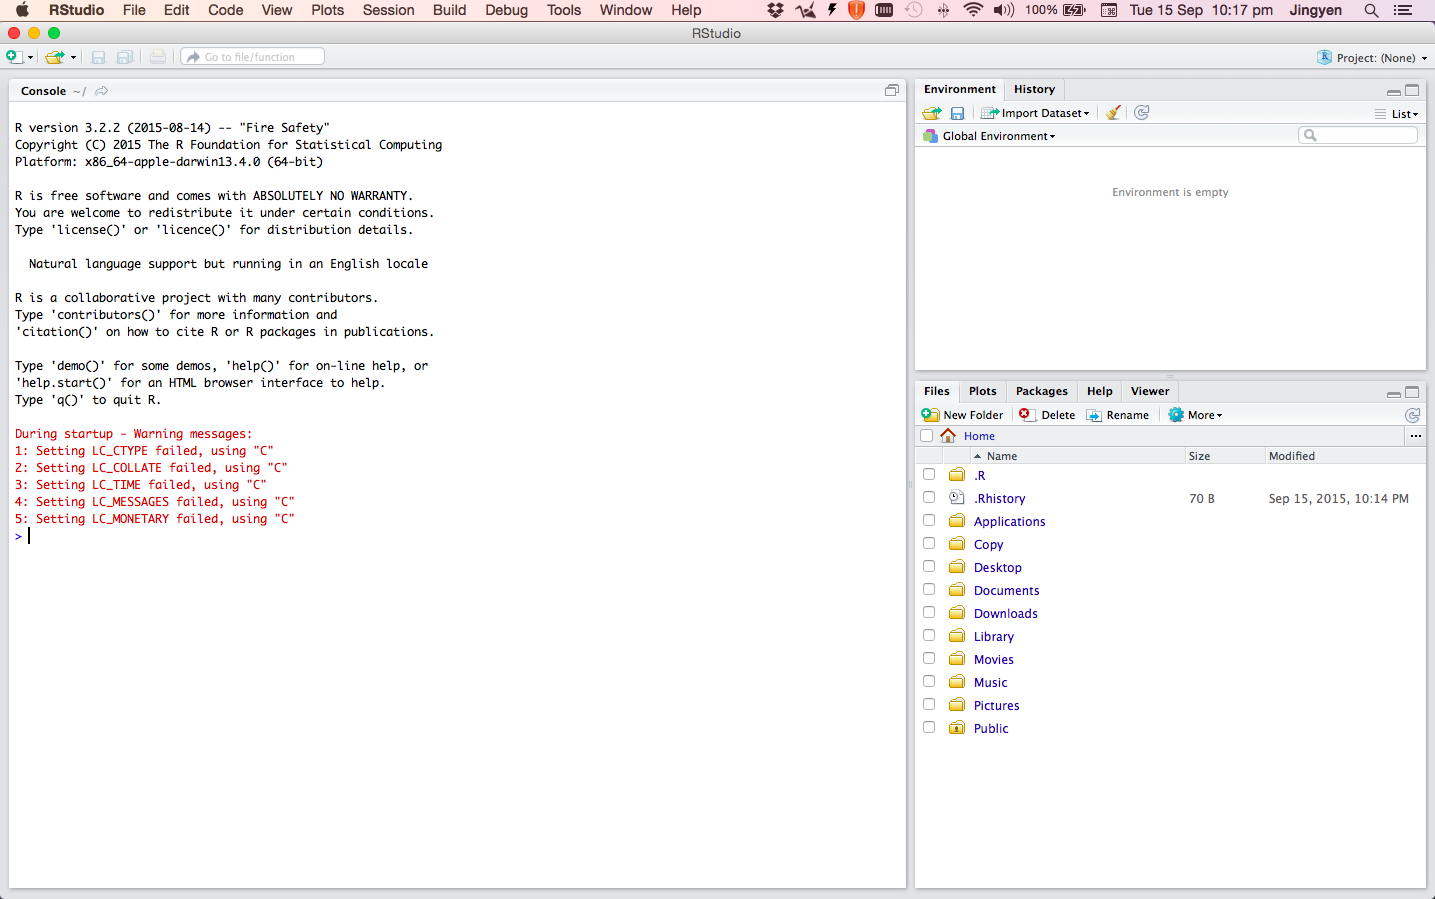 RStudio File Edit Code View Plots Session Build Debug Tools Window Help 100% Tue 15 Sep 10:17 pm Jingyen
RStudio
Go to file/function
Project: (None)
Console ~/
R version 3.2.2 (2015-08-14) -- "Fire Safety"
Copyright (C) 2015 The R Foundation for Statistical Computing
Platform: x86_64-apple-darwin13.4.0 (64-bit)
R is free software and comes with ABSOLUTELY NO WARRANTY.
You are welcome to redistribute it under certain conditions.
Type 'license()' or 'licence()' for distribution details.
Natural language support but running in an English locale
R is a collaborative project with many contributors.
Type 'contributors()' for more information and
'citation()' on how to cite R or R packages in publications.
Type 'demo()' for some demos, 'help()' for on-line help, or
'help.start()' for an HTML browser interface to help.
Type 'q()' to quit R.
During startup - Warning messages:
1: Setting LC_CTYPE failed, using "C"
2: Setting LC_COLLATE failed, using "C"
3: Setting LC_TIME failed, using "C"
4: Setting LC_MESSAGES failed, using "C"
5: Setting LC_MONETARY failed, using "C"
>
Environment History
Import Dataset List
Global Environment
Environment is empty
Files Plots Packages Help Viewer
New Folder Delete Rename More
Home ...
Name Size Modified
.R
.Rhistory 70 B Sep 15, 2015, 10:14 PM
Applications
Copy
Desktop
Documents
Downloads
Library
Movies
Music
Pictures
Public